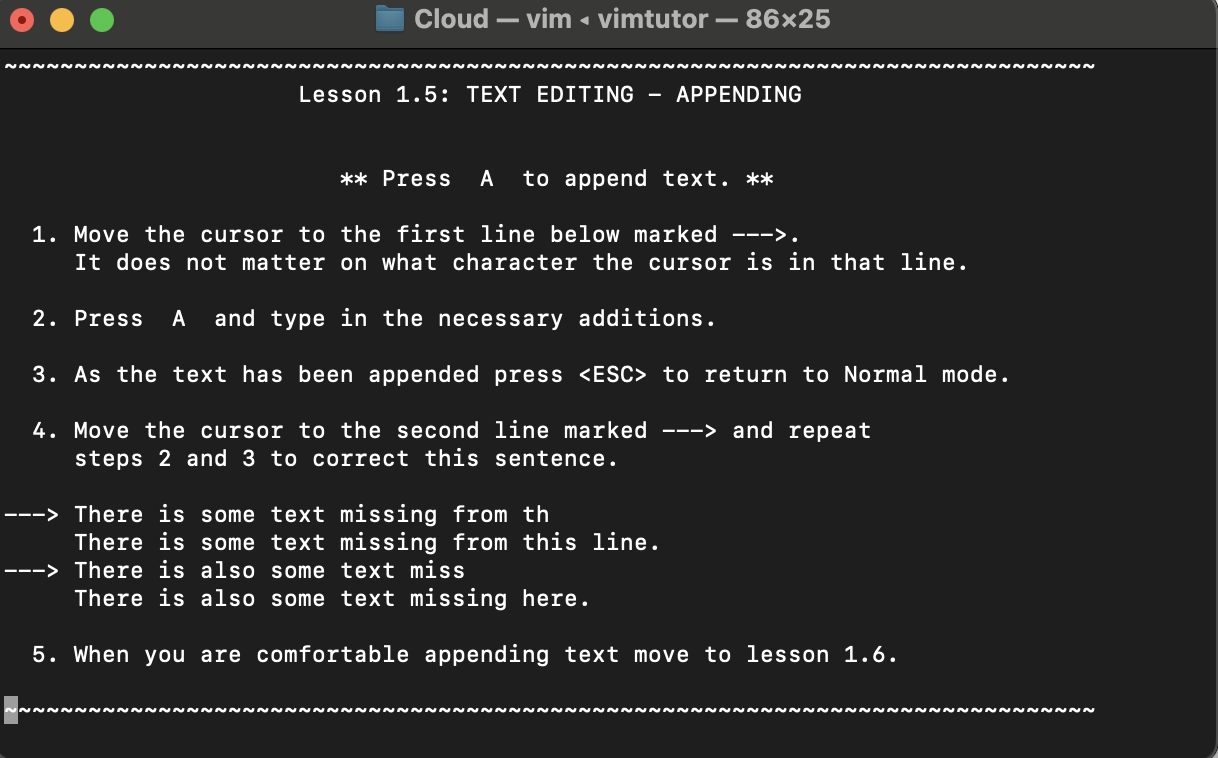 Cloud — vim ◂ vimtutor — 86×25
~~~~~~~~~~~~~~~~~~~~~~~~~~~~~~~~~~~~~~~~~~~~~~~~~~~~~~~~~~~~~~~~~~~~~~~~~~~~~~
Lesson 1.5: TEXT EDITING - APPENDING
** Press  A  to append text. **
1. Move the cursor to the first line below marked --->.
It does not matter on what character the cursor is in that line.
2. Press  A  and type in the necessary additions.
3. As the text has been appended press <ESC> to return to Normal mode.
4. Move the cursor to the second line marked ---> and repeat
steps 2 and 3 to correct this sentence.
---> There is some text missing from th
There is some text missing from this line.
---> There is also some text miss
There is also some text missing here.
5. When you are comfortable appending text move to lesson 1.6.
~~~~~~~~~~~~~~~~~~~~~~~~~~~~~~~~~~~~~~~~~~~~~~~~~~~~~~~~~~~~~~~~~~~~~~~~~~~~~~